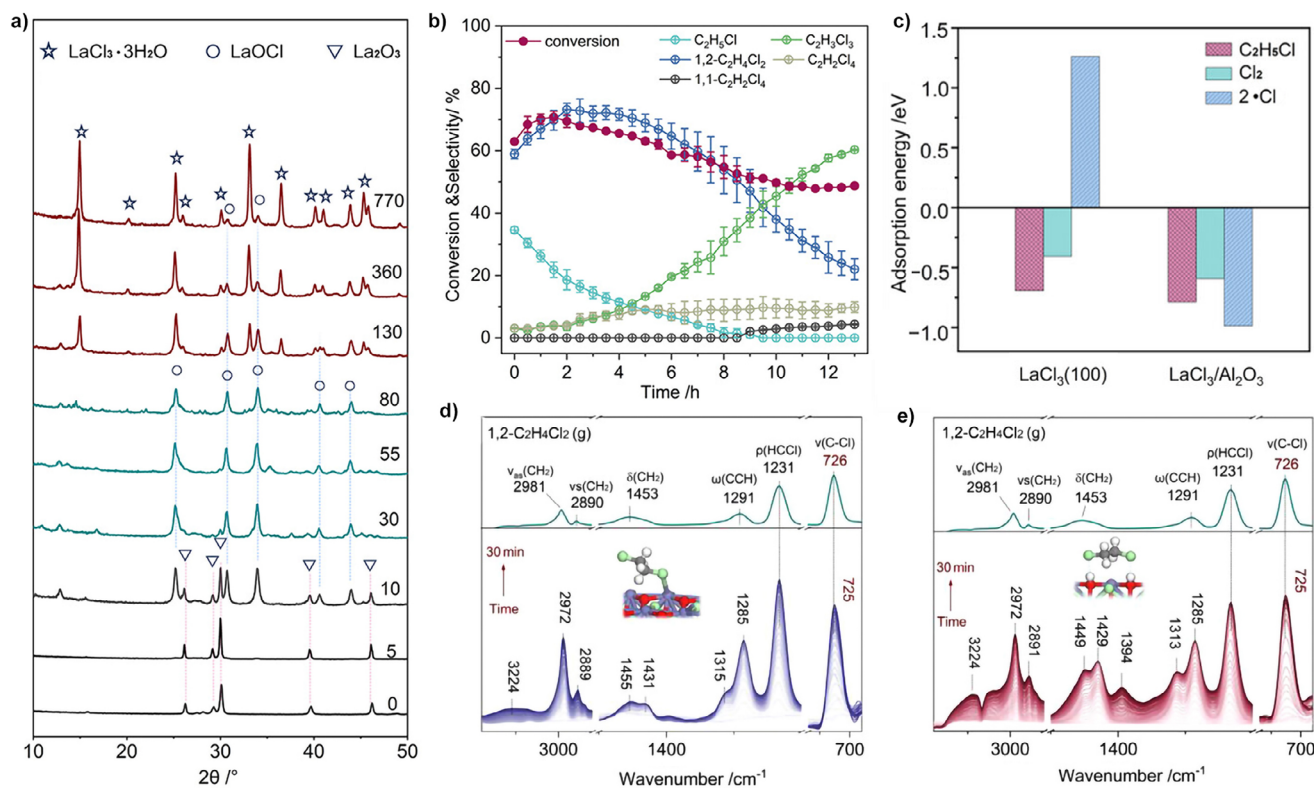 a)
LaCl₃·3H₂O
LaOCl
La₂O₃
770
360
130
80
55
30
10
5
0
10 20 30 40 50
2θ /°
b)
conversion
C₂H₅Cl
C₂H₃Cl₃
1,2-C₂H₄Cl₂
C₂H₂Cl₄
1,1-C₂H₂Cl₄
Conversion &Selectivity/ %
100
80
60
40
20
0
0 2 4 6 8 10 12
Time /h
c)
Adsorption energy /eV
1.5
1.0
0.5
0.0
−0.5
−1.0
C₂H₅Cl
Cl₂
2 •Cl
LaCl₃(100)
LaCl₃/Al₂O₃
d)
1,2-C₂H₄Cl₂ (g)
νas(CH₂)
2981
vs(CH₂)
2890
δ(CH₂)
1453
ω(CCH)
1291
ρ(HCCl)
1231
ν(C-Cl)
726
30 min
Time
3224
2972
2889
1455
1431
1315
1285
725
3000 1400 700
Wavenumber /cm⁻¹
e)
1,2-C₂H₄Cl₂ (g)
νas(CH₂)
2981
vs(CH₂)
2890
δ(CH₂)
1453
ω(CCH)
1291
ρ(HCCl)
1231
ν(C-Cl)
726
30 min
Time
3224
2972
2891
1449
1429
1394
1313
1285
725
3000 1400 700
Wavenumber /cm⁻¹